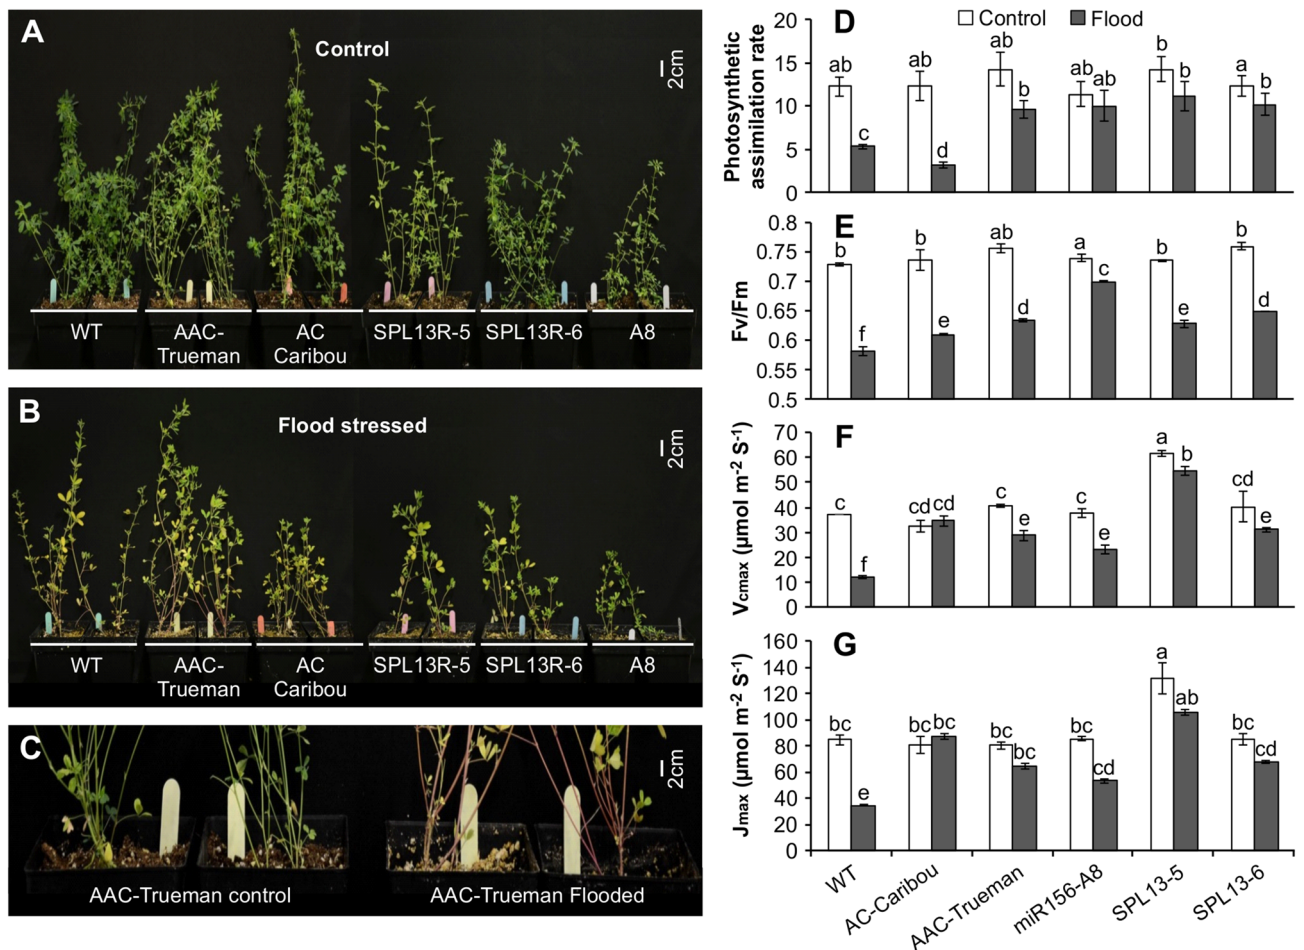 A
Control
2cm
WT
AAC-
Trueman
AC
Caribou
SPL13R-5
SPL13R-6
A8
B
Flood stressed
2cm
WT
AAC-
Trueman
AC
Caribou
SPL13R-5
SPL13R-6
A8
C
2cm
AAC-Trueman control
AAC-Trueman Flooded
D
Control
Flood
Photosynthetic
assimilation rate
20
15
10
5
0
ab c ab d ab b ab ab b b a b
E
Fv/Fm
0.8
0.75
0.7
0.65
0.6
0.55
0.5
b f b e ab d a c b e b d
F
Vcmax (µmol m-2 S-1)
70
60
50
40
30
20
10
0
c f cd cd c e c e a b cd e
G
Jmax (µmol m-2 S-1)
160
140
120
100
80
60
40
20
0
bc e bc bc bc bc bc cd a ab bc cd
WT
AC-Caribou
AAC-Trueman
miR156-A8
SPL13-5
SPL13-6